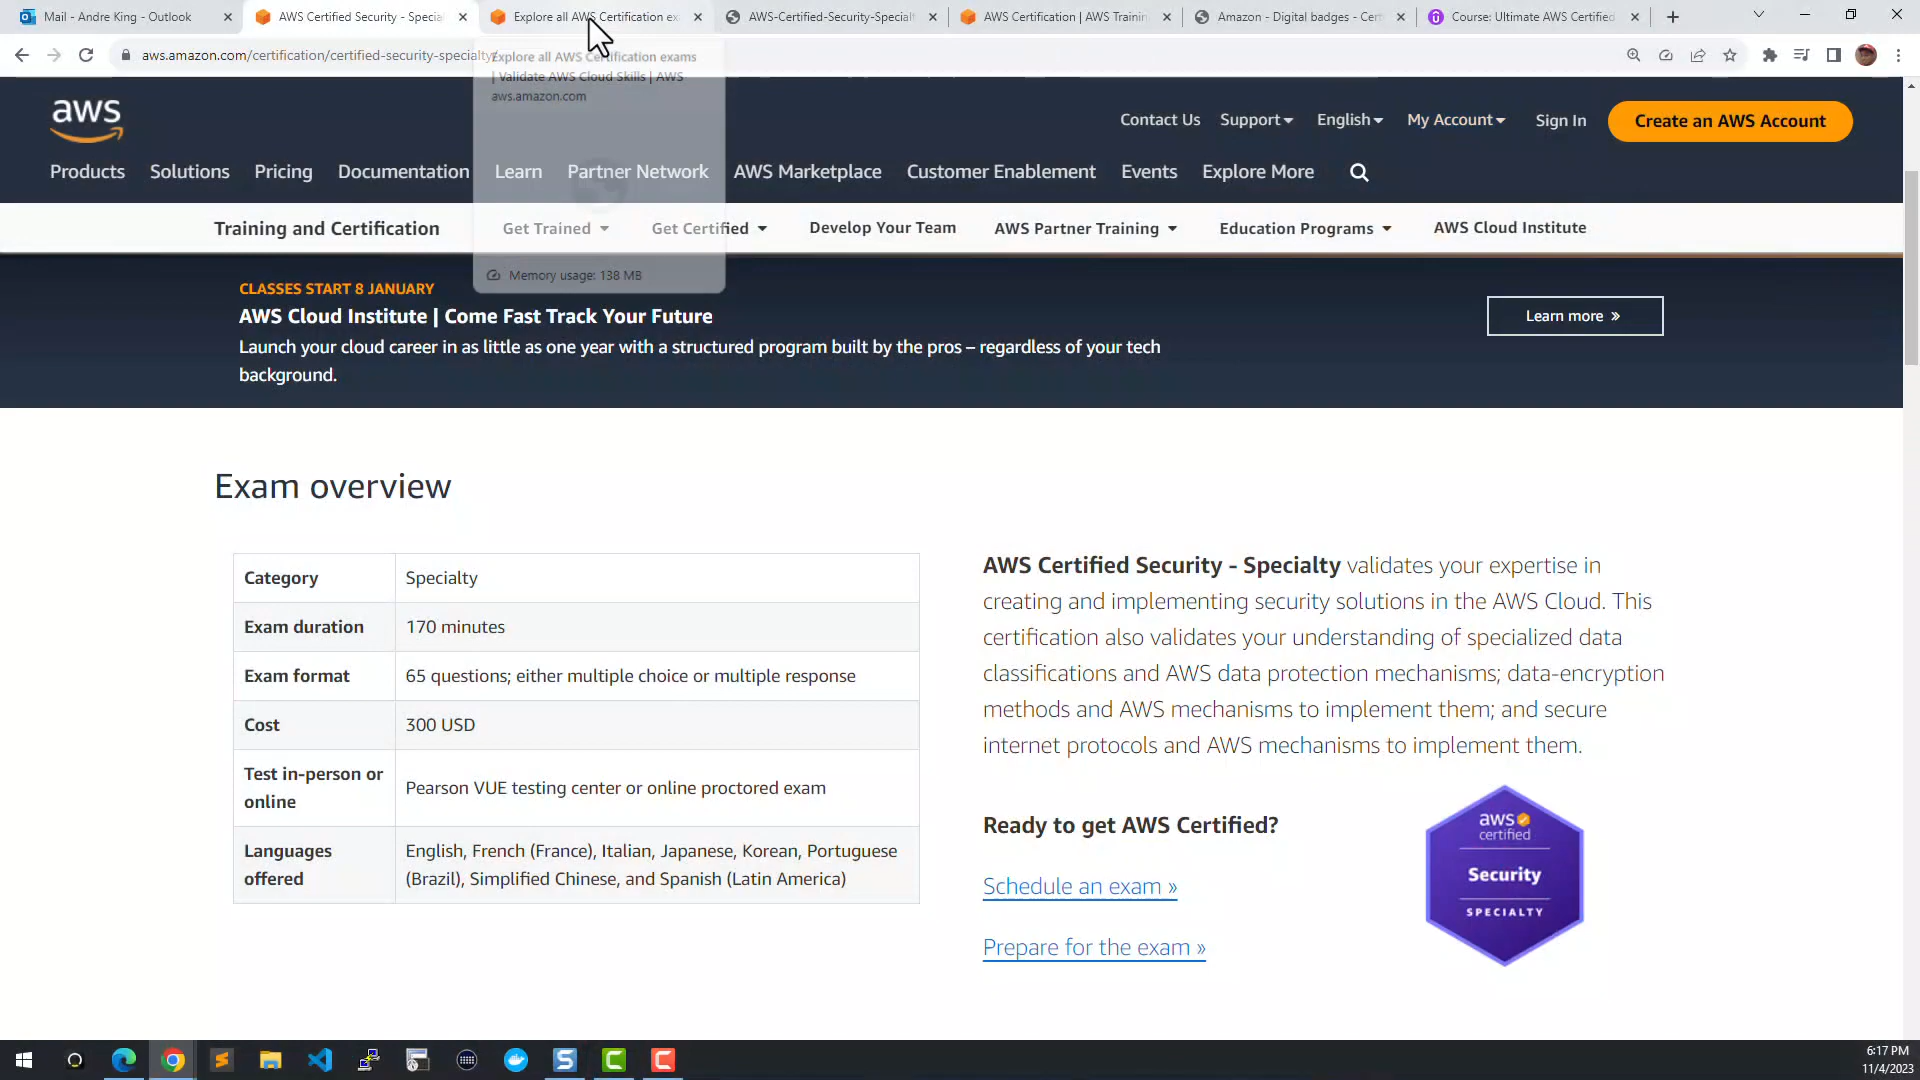 Mail - Andre King - Outlook
AWS Certified Security - Specia
Explore all AWS Certification ex
AWS-Certified-Security-Specialt
AWS Certification | AWS Trainin
Amazon - Digital badges - Cert
Course: Ultimate AWS Certified
aws.amazon.com/certification/certified-security-specialty/
Explore all AWS Certification exams
| Validate AWS Cloud Skills | AWS
aws.amazon.com
aws
Contact Us
Support
English
My Account
Sign In
Create an AWS Account
Products
Solutions
Pricing
Documentation
Learn
Partner Network
AWS Marketplace
Customer Enablement
Events
Explore More
Training and Certification
Get Trained
Get Certified
Develop Your Team
AWS Partner Training
Education Programs
AWS Cloud Institute
Memory usage: 138 MB
CLASSES START 8 JANUARY
AWS Cloud Institute | Come Fast Track Your Future
Launch your cloud career in as little as one year with a structured program built by the pros – regardless of your tech
background.
Learn more »
Exam overview
Category
Specialty
Exam duration
170 minutes
Exam format
65 questions; either multiple choice or multiple response
Cost
300 USD
Test in-person or
online
Pearson VUE testing center or online proctored exam
Languages
offered
English, French (France), Italian, Japanese, Korean, Portuguese
(Brazil), Simplified Chinese, and Spanish (Latin America)
AWS Certified Security - Specialty validates your expertise in
creating and implementing security solutions in the AWS Cloud. This
certification also validates your understanding of specialized data
classifications and AWS data protection mechanisms; data-encryption
methods and AWS mechanisms to implement them; and secure
internet protocols and AWS mechanisms to implement them.
Ready to get AWS Certified?
Schedule an exam »
Prepare for the exam »
aws
certified
Security
SPECIALTY
6:17 PM
11/4/2023